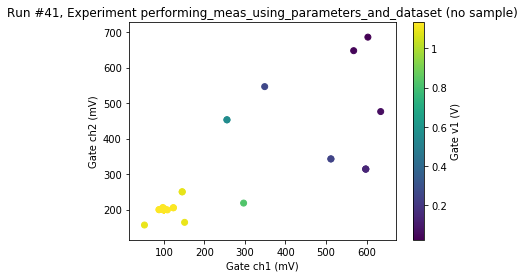 Run #41, Experiment performing_meas_using_parameters_and_dataset (no sample)
700
600
500
400
300
200
Gate ch2 (mV)
100 200 300 400 500 600
Gate ch1 (mV)
1
0.8
0.6
0.4
0.2
Gate v1 (V)